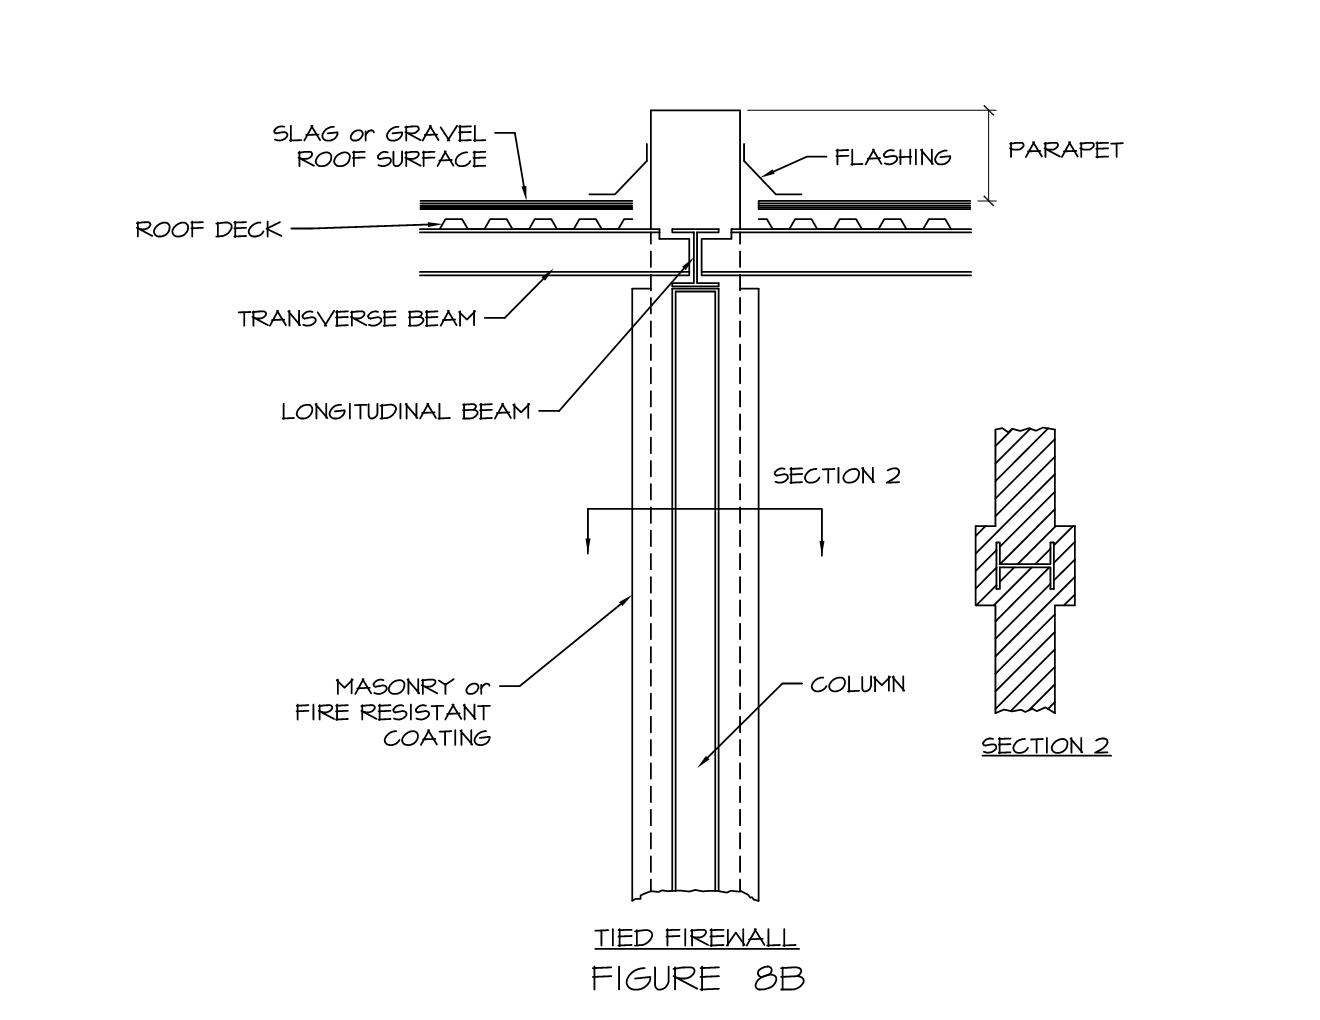 SLAG or GRAVEL
ROOF SURFACE
FLASHING
PARAPET
ROOF DECK
TRANSVERSE BEAM
LONGITUDINAL BEAM
SECTION 2
MASONRY or
FIRE RESISTANT
COATING
COLUMN
SECTION 2
TIED FIREWALL
FIGURE 8B